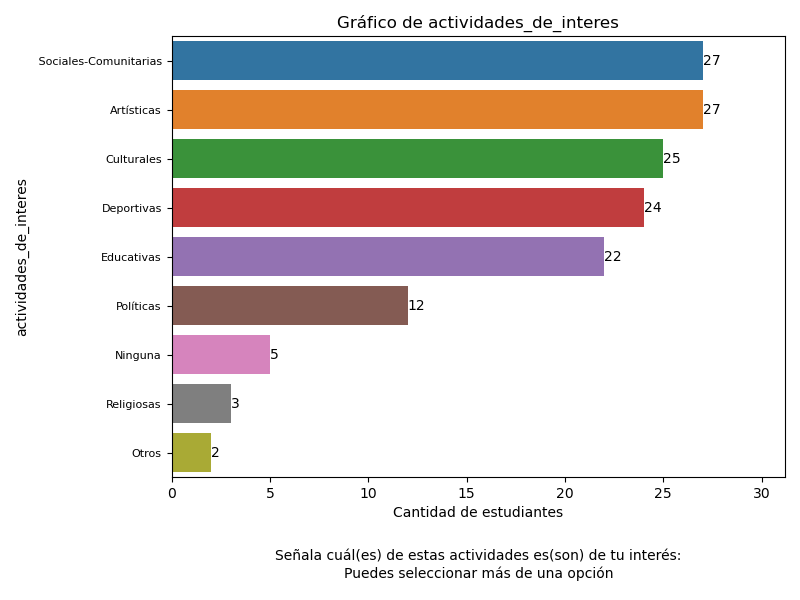 Gráfico de actividades_de_interes
Sociales-Comunitarias 27
Artísticas 27
Culturales 25
Deportivas 24
Educativas 22
Políticas 12
Ninguna 5
Religiosas 3
Otros 2
actividades_de_interes
0 5 10 15 20 25 30
Cantidad de estudiantes
Señala cuál(es) de estas actividades es(son) de tu interés:
Puedes seleccionar más de una opción